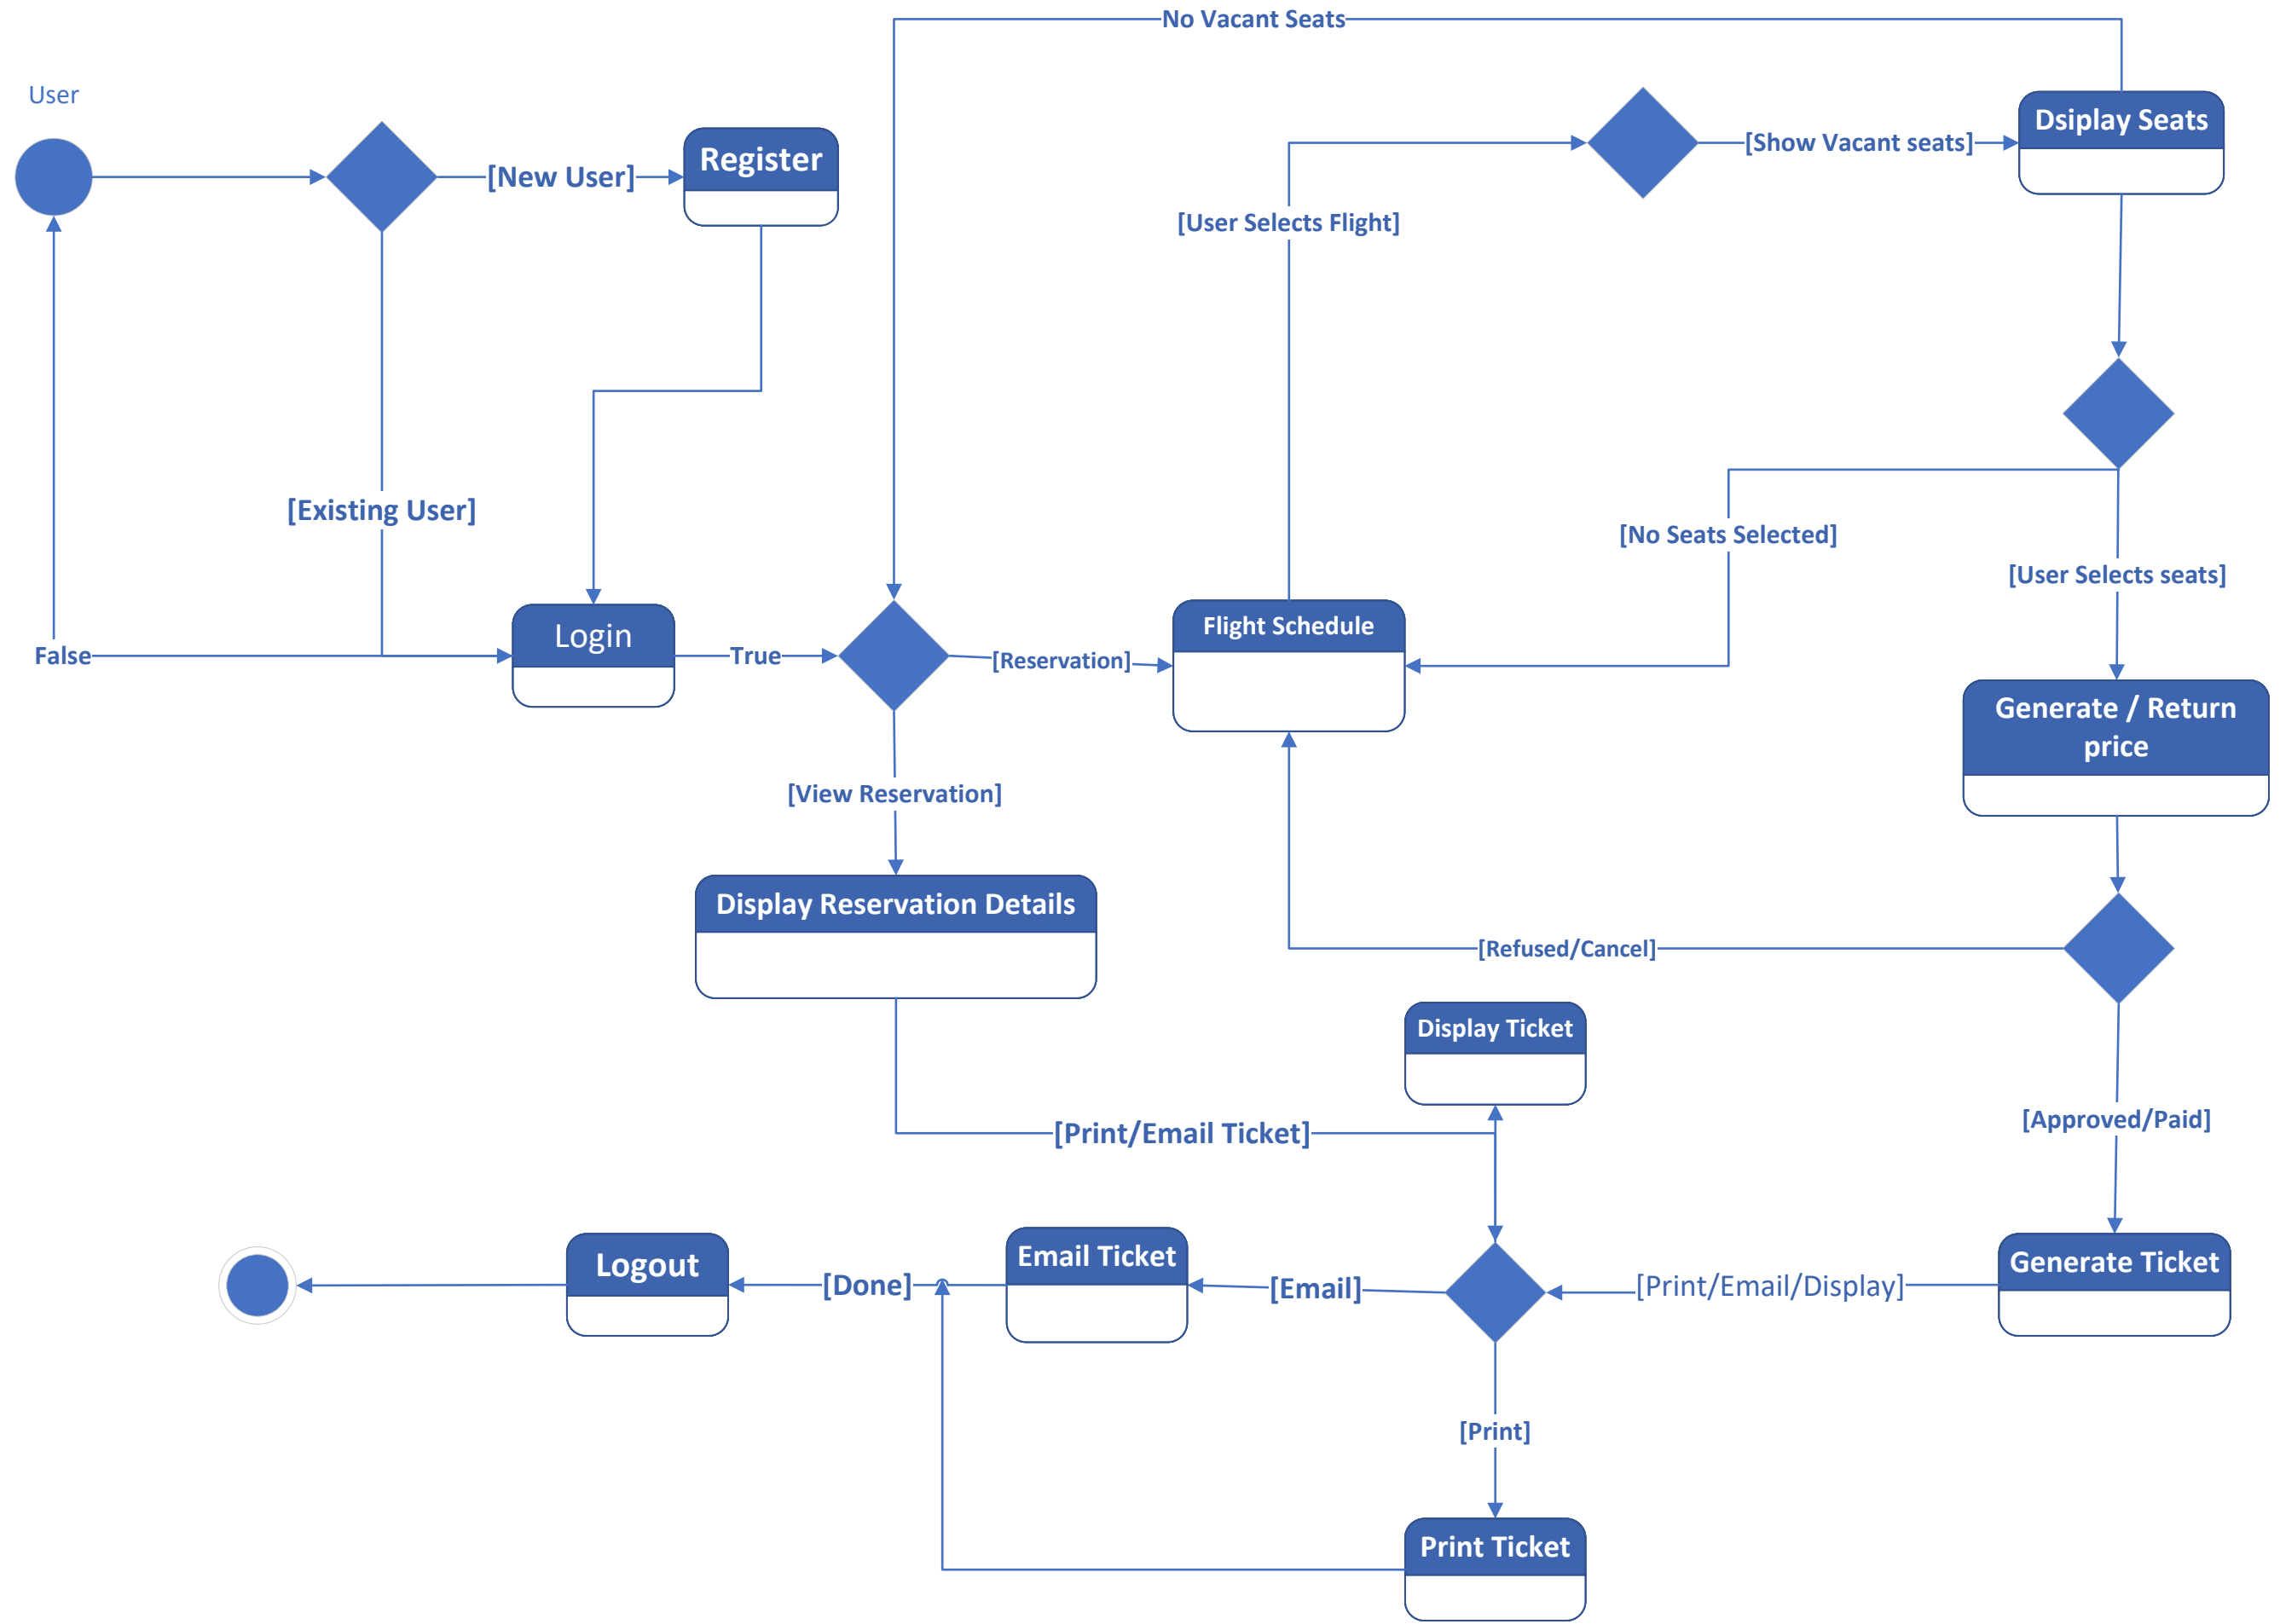 No Vacant Seats
User
Dsiplay Seats
[Show Vacant seats]
Register
[New User]
[User Selects Flight]
[Existing User]
[No Seats Selected]
[User Selects seats]
Flight Schedule
Login
False
True
[Reservation]
Generate / Return
price
[View Reservation]
Display Reservation Details
[Refused/Cancel]
Display Ticket
[Approved/Paid]
[Print/Email Ticket]
Email Ticket
Logout
Generate Ticket
[Done]
[Email]
[Print/Email/Display]
[Print]
Print Ticket